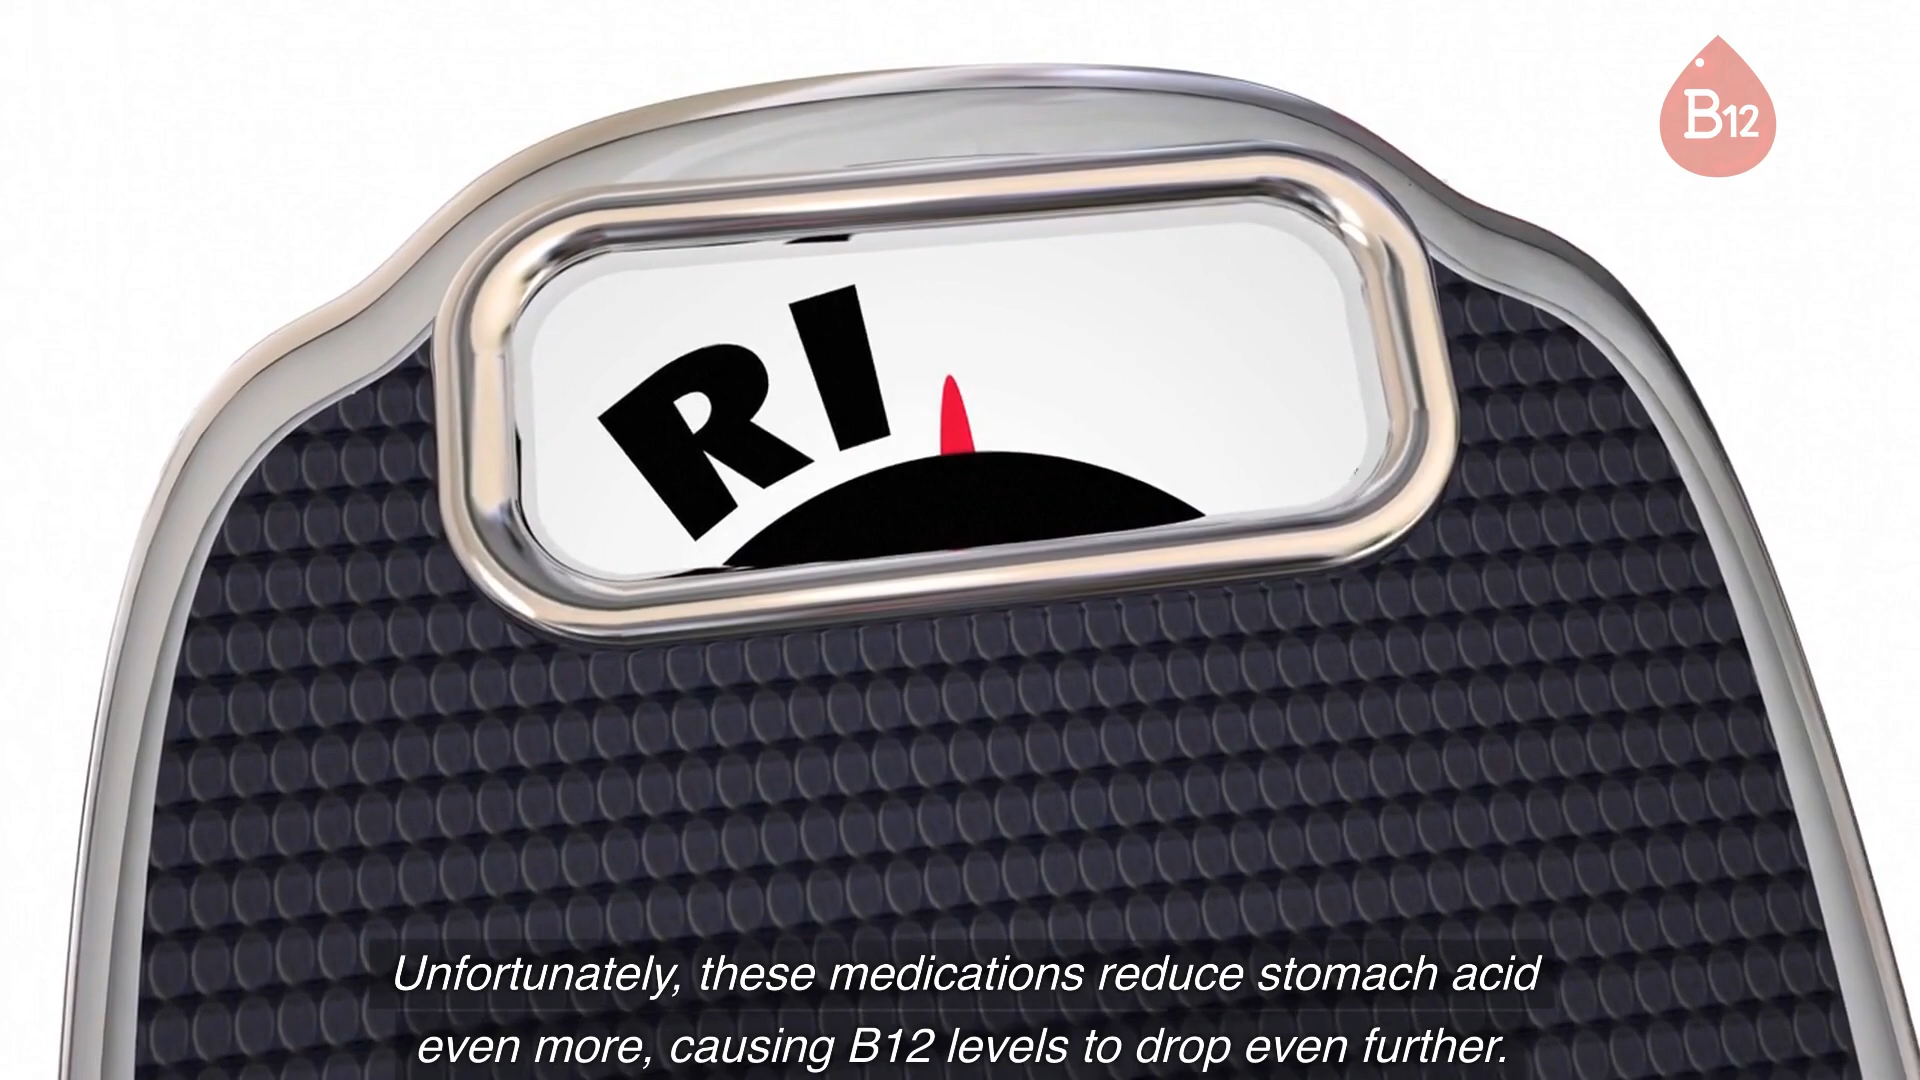 B12
RI
Unfortunately, these medications reduce stomach acid
even more, causing B12 levels to drop even further.